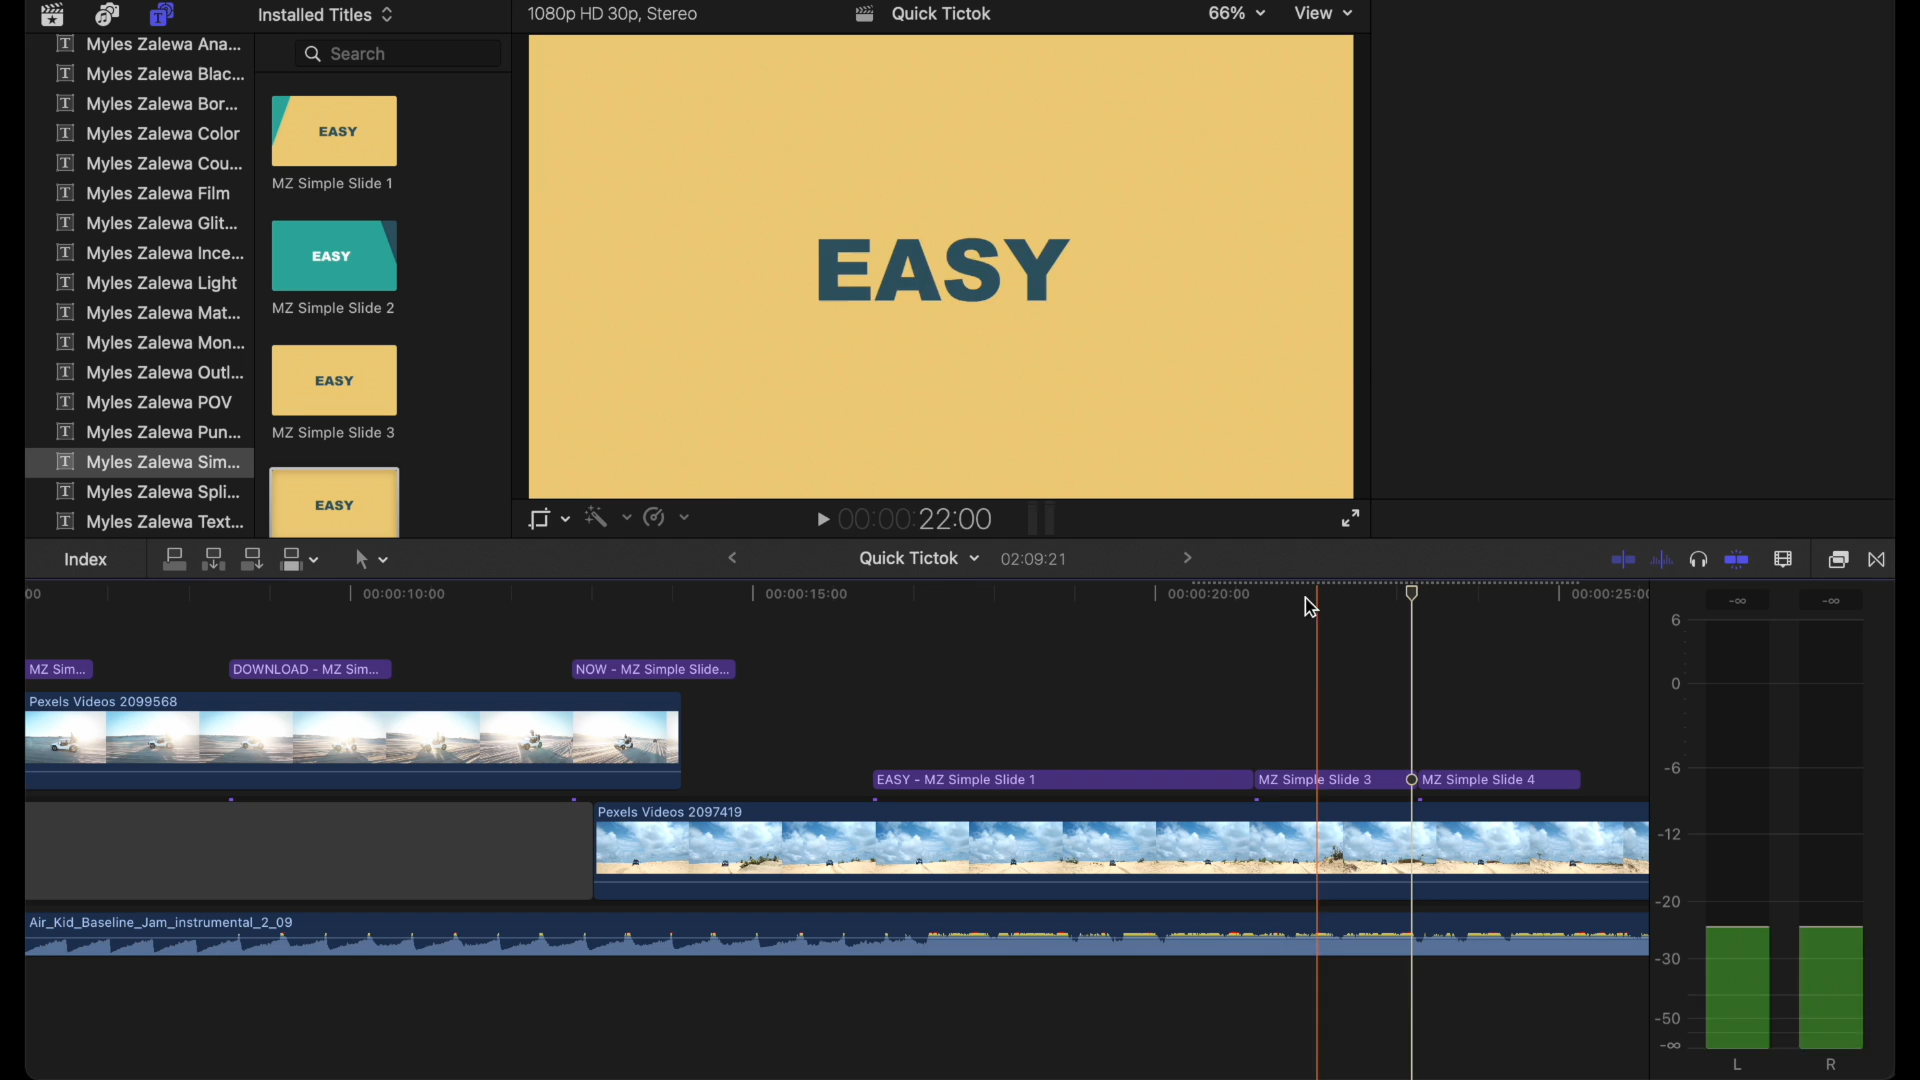 Installed Titles
1080p HD 30p, Stereo
Quick Tictok
66%
View
Myles Zalewa Ana...
Myles Zalewa Blac...
Myles Zalewa Bor...
Myles Zalewa Color
Myles Zalewa Cou...
Myles Zalewa Film
Myles Zalewa Glit...
Myles Zalewa Ince...
Myles Zalewa Light
Myles Zalewa Mat...
Myles Zalewa Mon...
Myles Zalewa Outl...
Myles Zalewa POV
Myles Zalewa Pun...
Myles Zalewa Sim...
Myles Zalewa Spli...
Myles Zalewa Text...
Search
EASY
MZ Simple Slide 1
EASY
MZ Simple Slide 2
EASY
MZ Simple Slide 3
EASY
EASY
00:00:22:00
Index
Quick Tictok
02:09:21
00
00:00:10:00
00:00:15:00
00:00:20:00
00:00:25:00
MZ Sim...
DOWNLOAD - MZ Sim...
NOW - MZ Simple Slide...
Pexels Videos 2099568
EASY - MZ Simple Slide 1
MZ Simple Slide 3
MZ Simple Slide 4
Pexels Videos 2097419
Air_Kid_Baseline_Jam_instrumental_2_09
-∞
-∞
6
0
-6
-12
-20
-30
-50
-∞
L
R